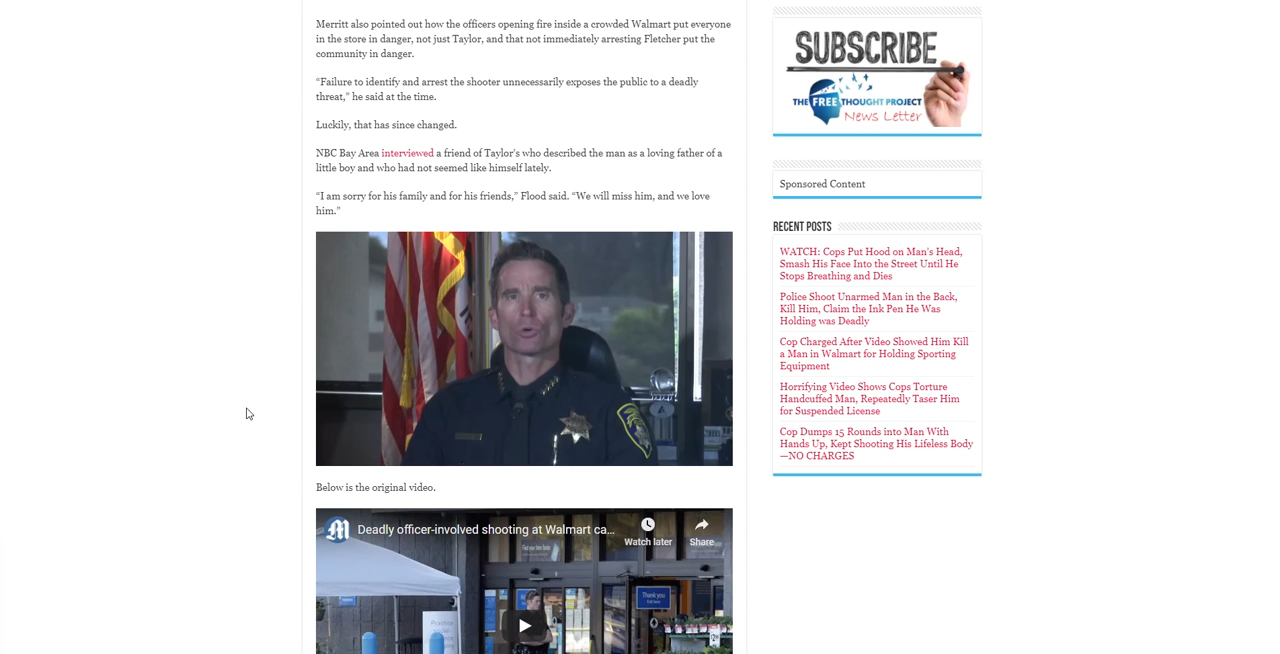 Merritt also pointed out how the officers opening fire inside a crowded Walmart put everyone
in the store in danger, not just Taylor, and that not immediately arresting Fletcher put the
community in danger.
“Failure to identify and arrest the shooter unnecessarily exposes the public to a deadly
threat,” he said at the time.
Luckily, that has since changed.
NBC Bay Area interviewed a friend of Taylor’s who described the man as a loving father of a
little boy and who had not seemed like himself lately.
“I am sorry for his family and for his friends,” Flood said. “We will miss him, and we love
him.”
Below is the original video.
M
Deadly officer-involved shooting at Walmart ca...
Watch later
Share
Thank you
Practice
SUBSCRIBE
THE FREE THOUGHT PROJECT
News Letter
Sponsored Content
RECENT POSTS
WATCH: Cops Put Hood on Man’s Head,
Smash His Face Into the Street Until He
Stops Breathing and Dies
Police Shoot Unarmed Man in the Back,
Kill Him, Claim the Ink Pen He Was
Holding was Deadly
Cop Charged After Video Showed Him Kill
a Man in Walmart for Holding Sporting
Equipment
Horrifying Video Shows Cops Torture
Handcuffed Man, Repeatedly Taser Him
for Suspended License
Cop Dumps 15 Rounds into Man With
Hands Up, Kept Shooting His Lifeless Body
—NO CHARGES